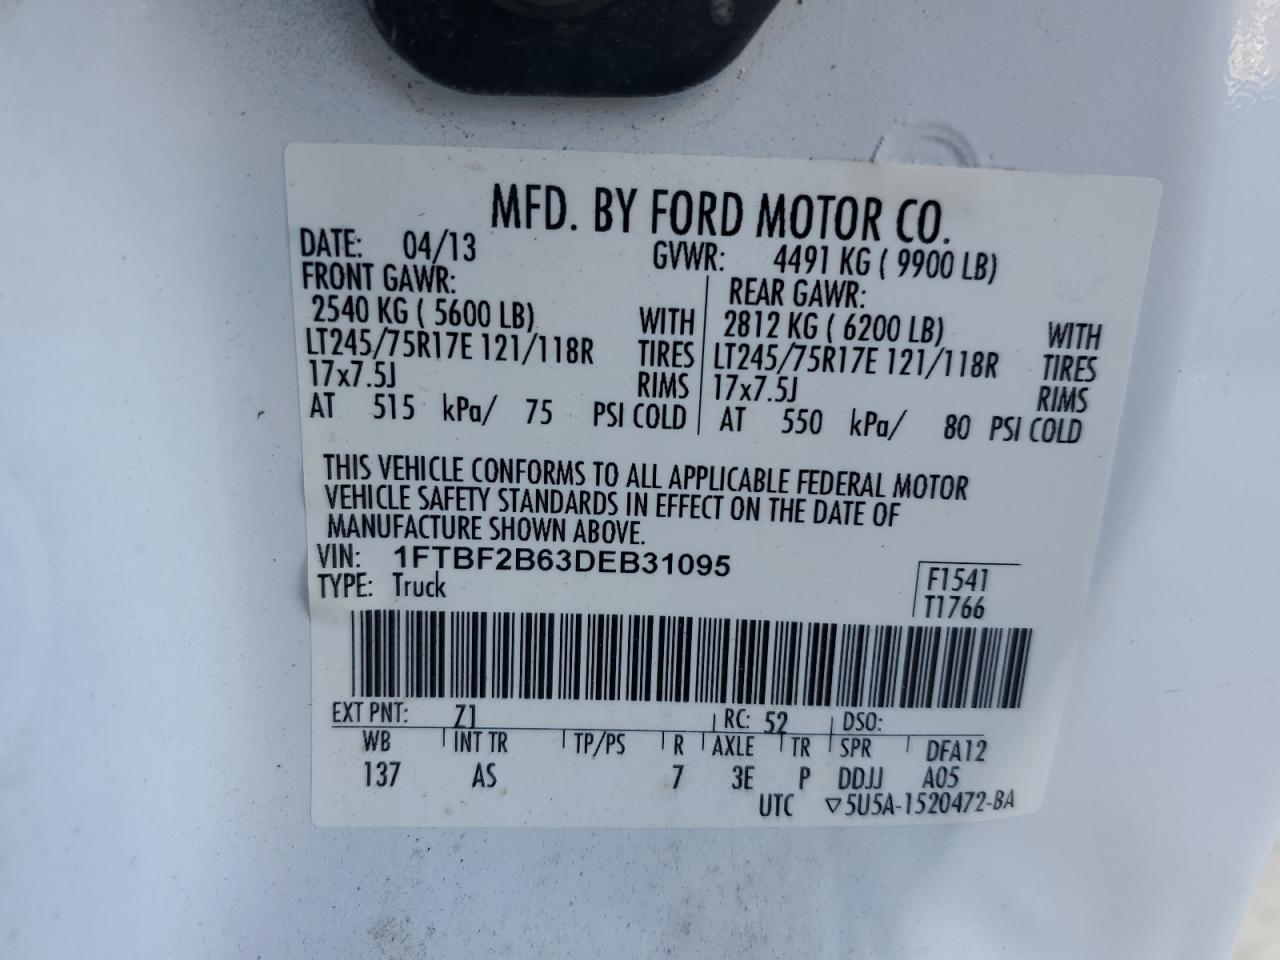 MFD. BY FORD MOTOR CO.
DATE: 04/13 GVWR: 4491 KG ( 9900 LB)
FRONT GAWR: REAR GAWR:
2540 KG ( 5600 LB) WITH 2812 KG ( 6200 LB) WITH
LT245/75R17E 121/118R TIRES LT245/75R17E 121/118R TIRES
17x7.5J RIMS 17x7.5J RIMS
AT 515 kPa/ 75 PSI COLD AT 550 kPa/ 80 PSI COLD
THIS VEHICLE CONFORMS TO ALL APPLICABLE FEDERAL MOTOR
VEHICLE SAFETY STANDARDS IN EFFECT ON THE DATE OF
MANUFACTURE SHOWN ABOVE.
VIN: 1FTBF2B63DEB31095
TYPE: Truck
F1541
T1766
EXT PNT: Z1 RC: 52 DSO:
WB INT TR TP/PS R AXLE TR SPR DFA12
137 AS 7 3E P DDJJ A05
UTC ▽5U5A-1520472-BA